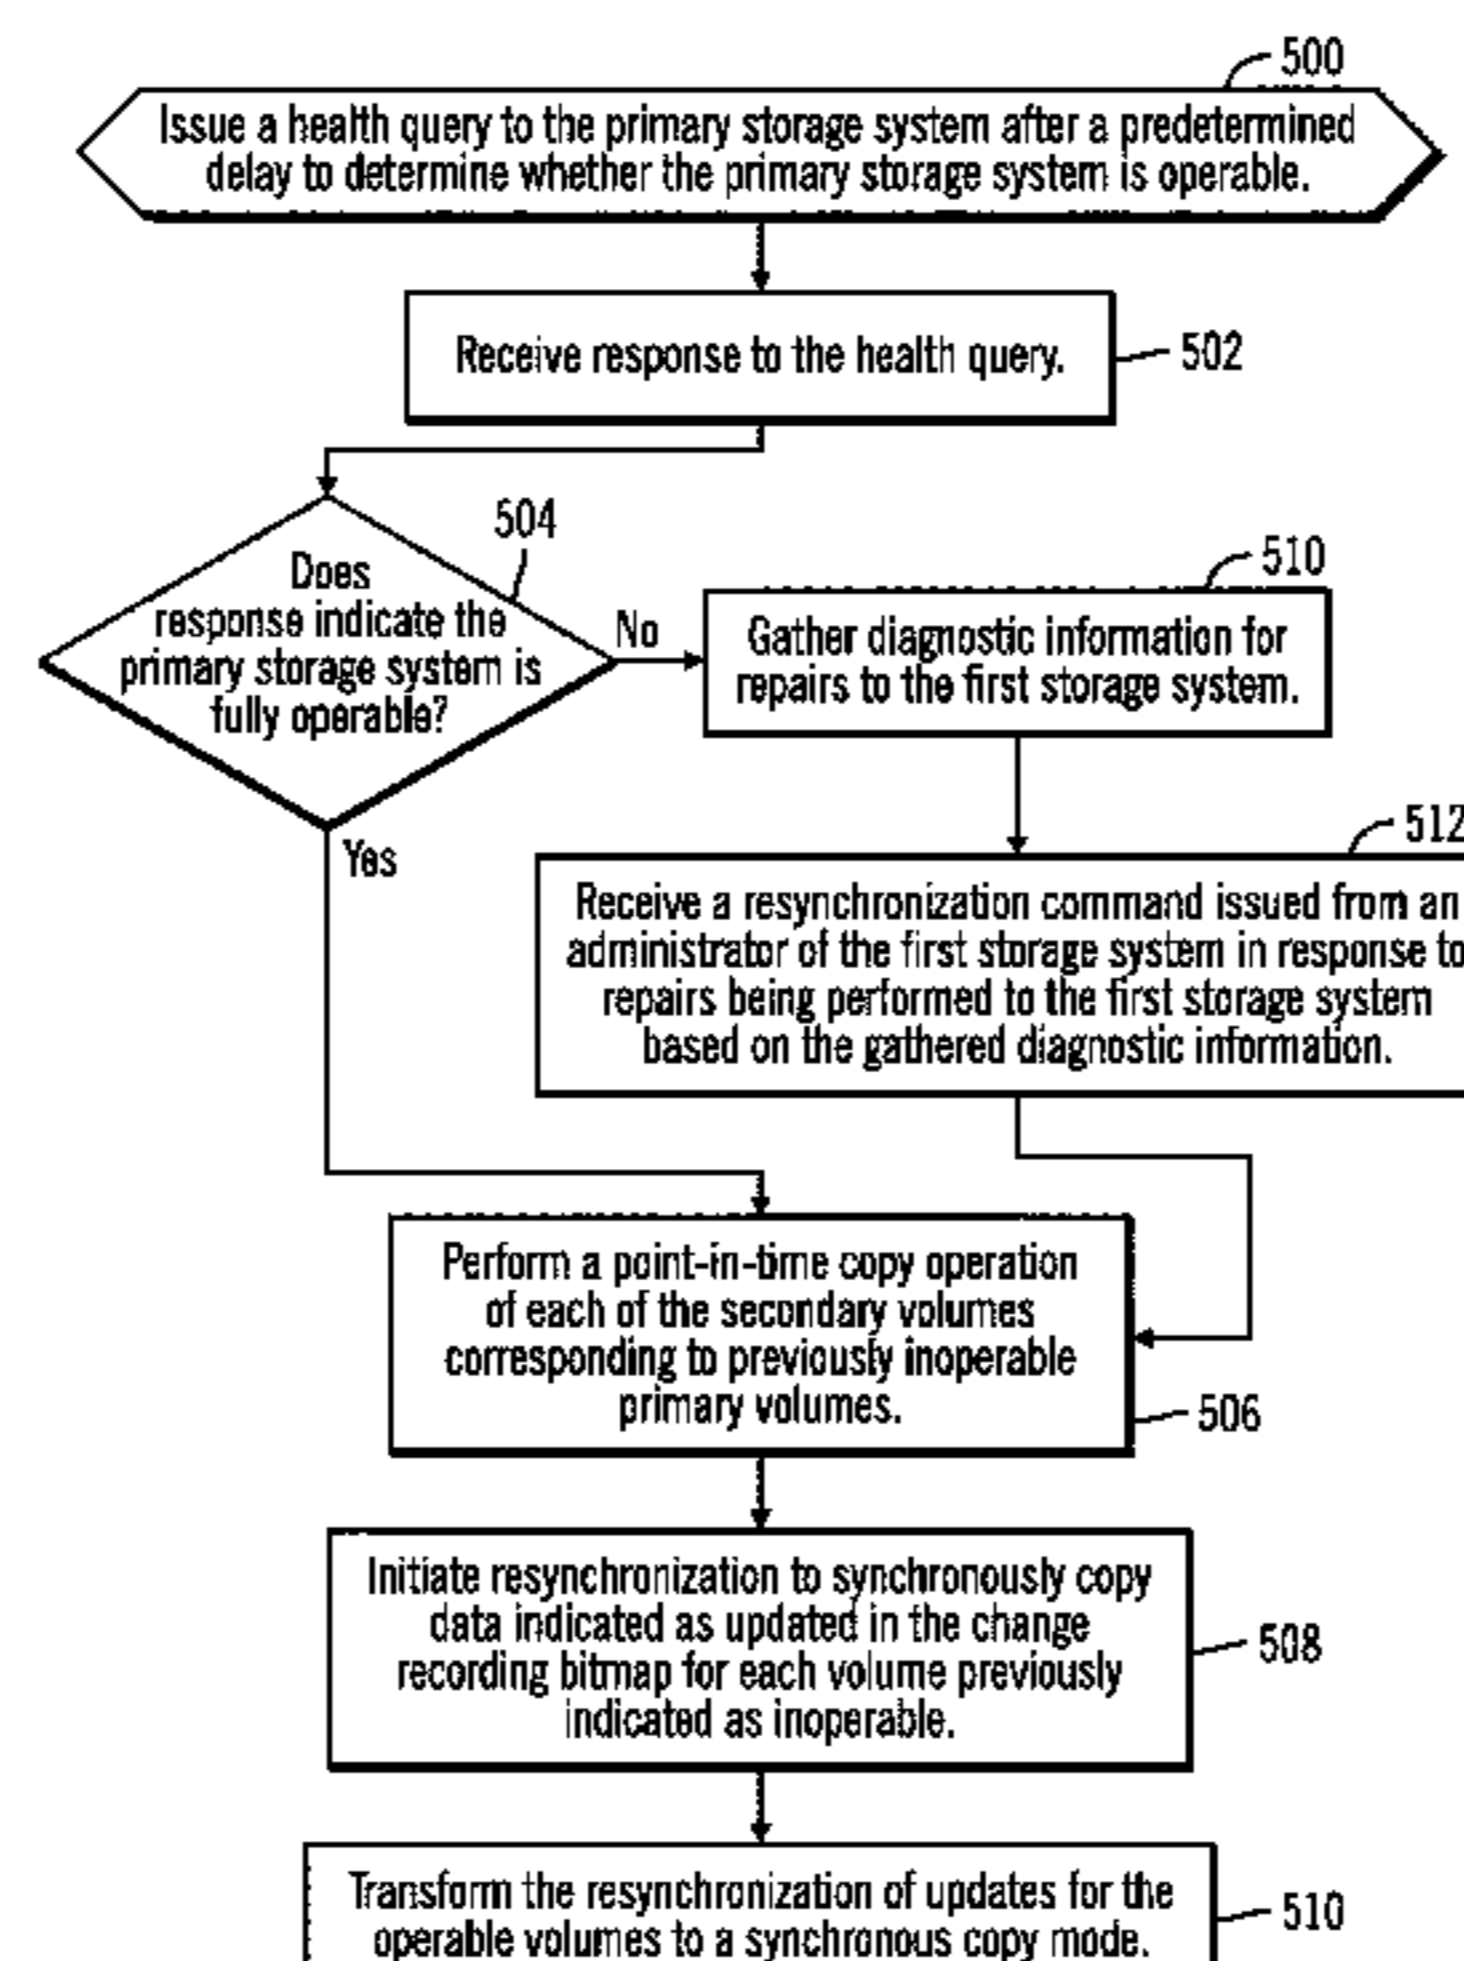 500
Issue a health query to the primary storage system after a predetermined
delay to determine whether the primary storage system is operable.
Receive response to the health query.
502
504
Does
response indicate the
primary storage system is
fully operable?
No
510
Gather diagnostic information for
repairs to the first storage system.
Yes
512
Receive a resynchronization command issued from an
administrator of the first storage system in response to
repairs being performed to the first storage system
based on the gathered diagnostic information.
Perform a point-in-time copy operation
of each of the secondary volumes
corresponding to previously inoperable
primary volumes.
506
Initiate resynchronization to synchronously copy
data indicated as updated in the change
recording bitmap for each volume previously
indicated as inoperable.
508
Transform the resynchronization of updates for the
operable volumes to a synchronous copy mode.
510